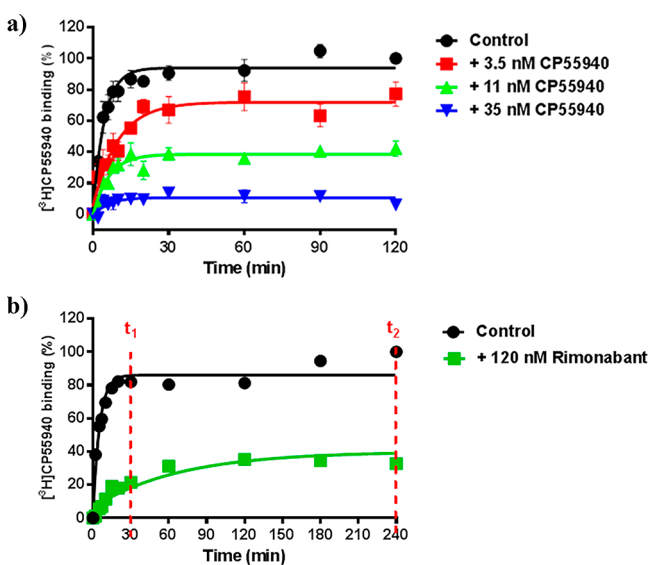 a)
[³H]CP55940 binding (%)
120
100
80
60
40
20
0
0 30 60 90 120
Time (min)
Control
+ 3.5 nM CP55940
+ 11 nM CP55940
+ 35 nM CP55940
b)
[³H]CP55940 binding (%)
120
100
80
60
40
20
0
t₁
t₂
0 30 60 90 120 150 180 210 240
Time (min)
Control
+ 120 nM Rimonabant